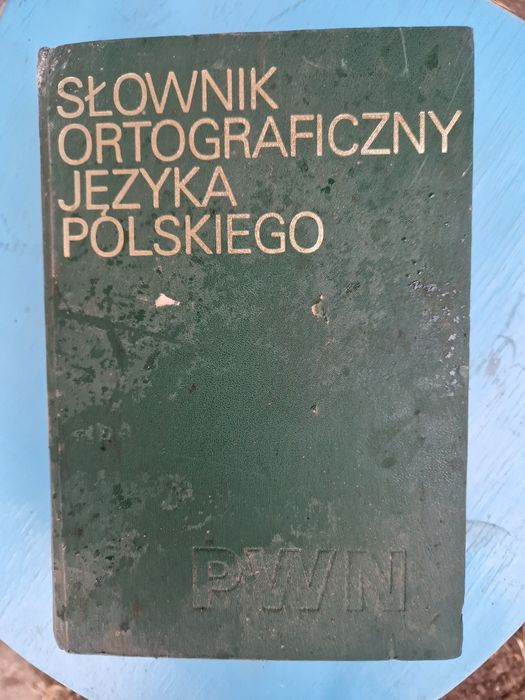 SŁOWNIK
ORTOGRAFICZNY
JĘZYKA
POLSKIEGO
PWN